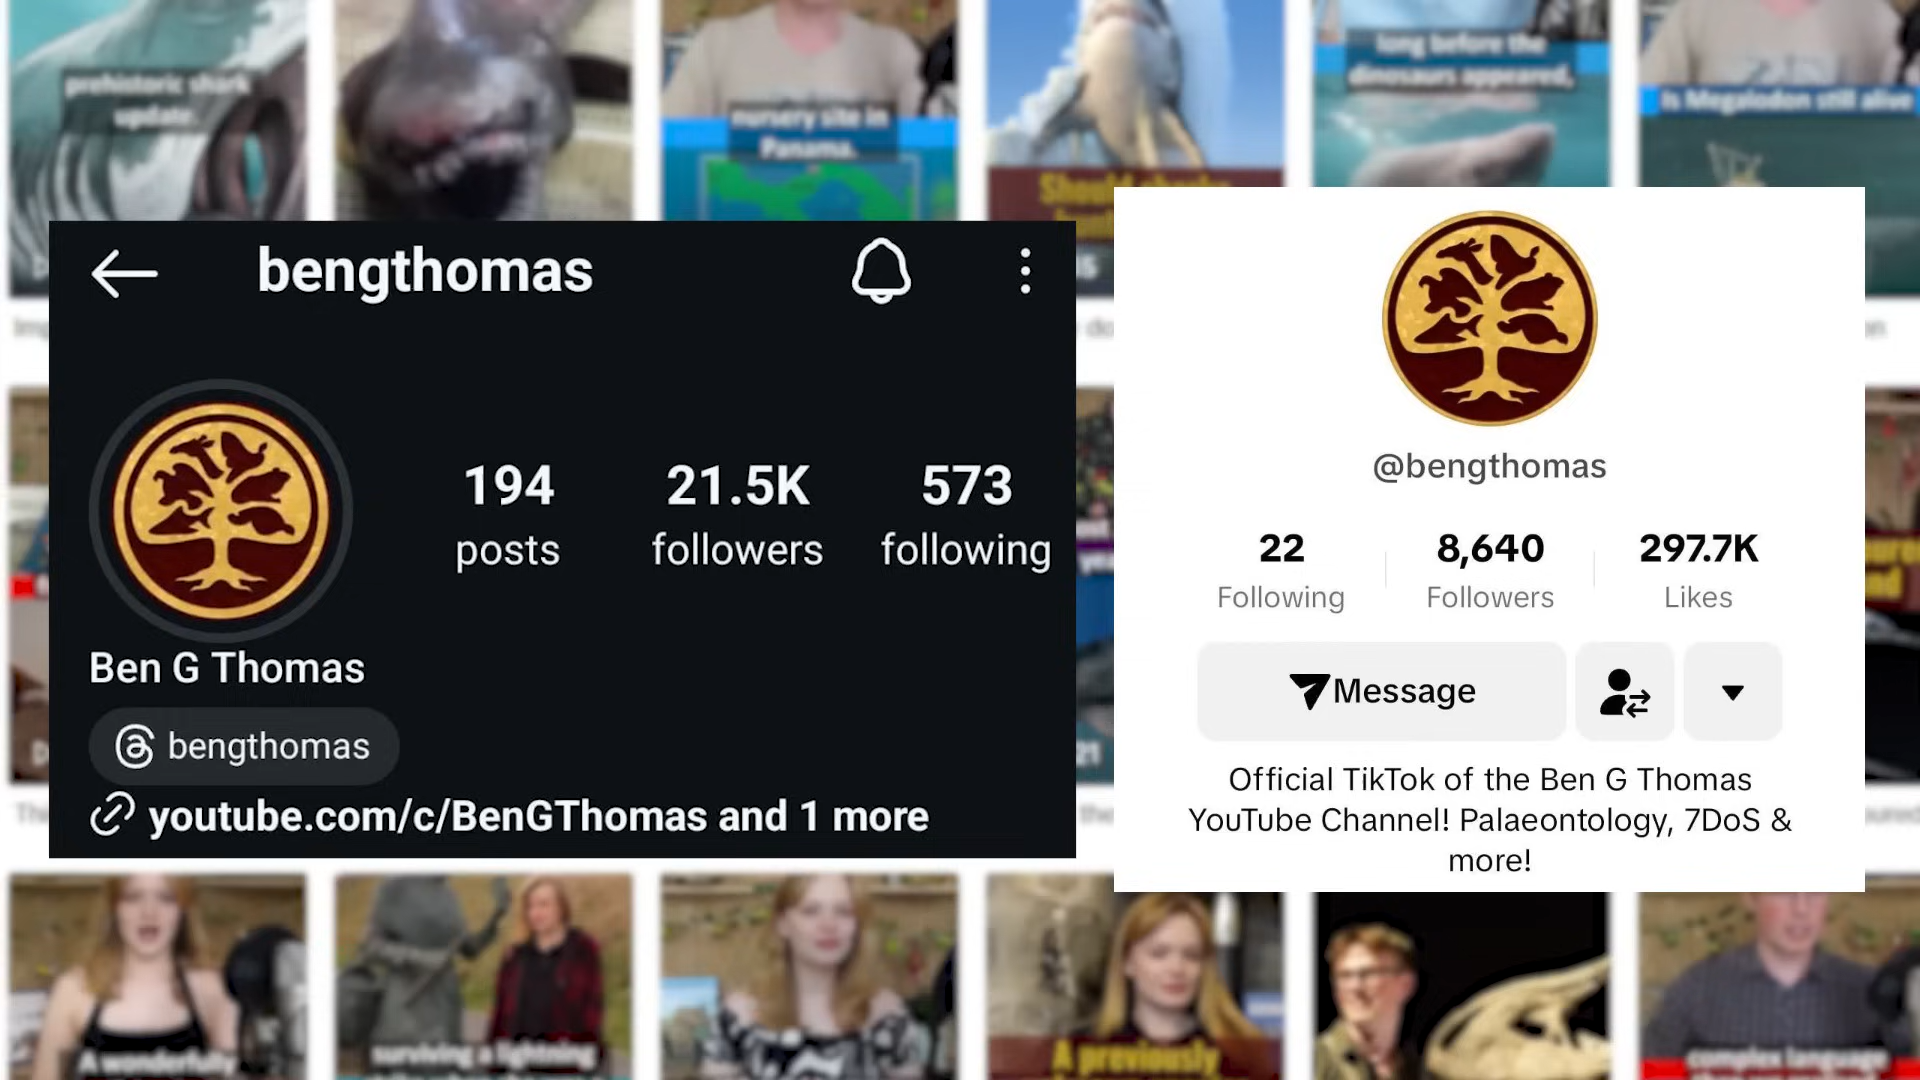 prehistoric shark
update.
nursery site in
Panama.
long before the
dinosaurs appeared,
Is Megalodon still alive
Should sharks
bengthomas
194
posts
21.5K
followers
573
following
Ben G Thomas
bengthomas
youtube.com/c/BenGThomas and 1 more
@bengthomas
22
Following
8,640
Followers
297.7K
Likes
Message
Official TikTok of the Ben G Thomas
YouTube Channel! Palaeontology, 7DoS &
more!
A wonderfully
surviving a lightning
A previously
complex language